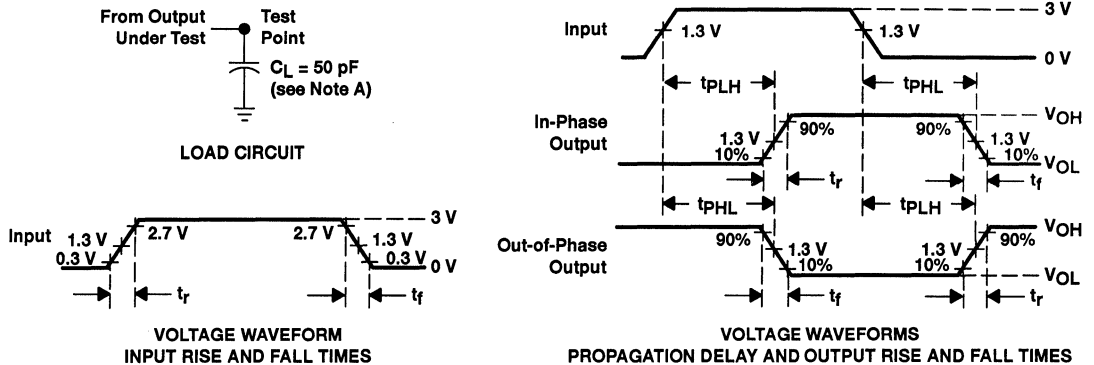 From Output
Under Test
Test
Point
CL = 50 pF
(see Note A)
LOAD CIRCUIT
Input
1.3 V
0.3 V
2.7 V
2.7 V
1.3 V
0.3 V
3 V
0 V
tr
tf
VOLTAGE WAVEFORM
INPUT RISE AND FALL TIMES
Input
1.3 V
1.3 V
3 V
0 V
tPLH
tPHL
In-Phase
Output
1.3 V
10%
90%
90%
1.3 V
10%
VOH
VOL
tr
tf
tPHL
tPLH
Out-of-Phase
Output
90%
1.3 V
10%
1.3 V
10%
90%
VOH
VOL
tf
tr
VOLTAGE WAVEFORMS
PROPAGATION DELAY AND OUTPUT RISE AND FALL TIMES